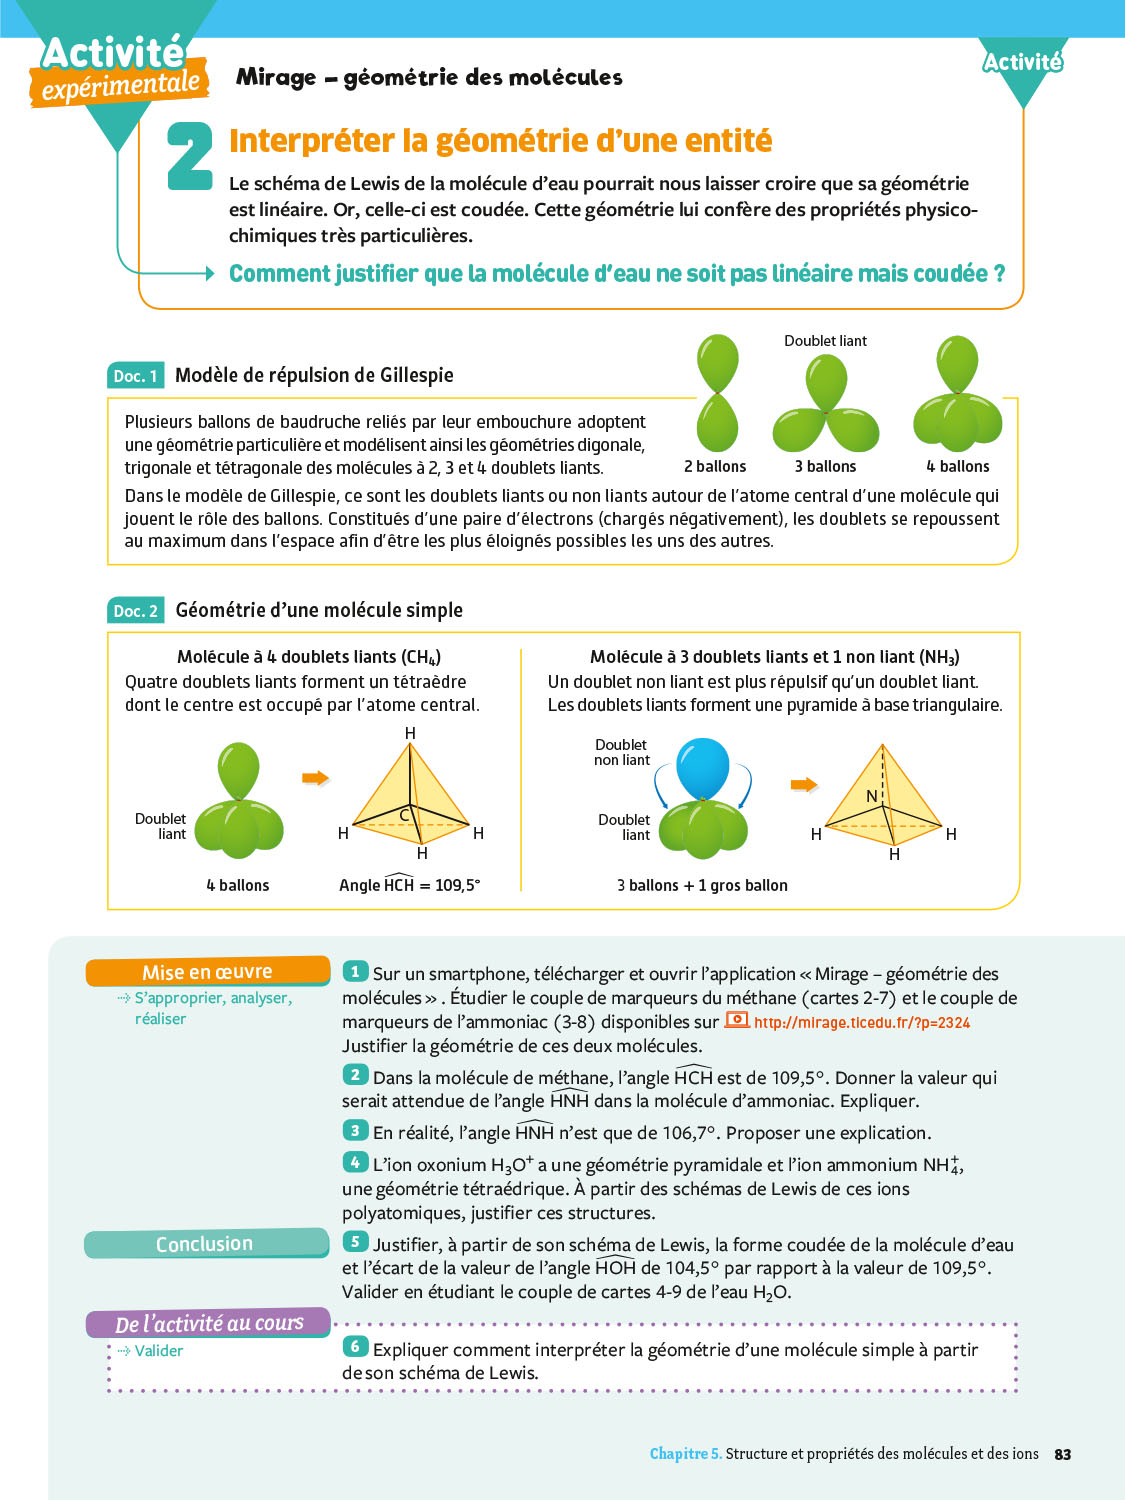 Activité
expérimentale
Mirage – géométrie des molécules
Activité
2 Interpréter la géométrie d’une entité
Le schéma de Lewis de la molécule d’eau pourrait nous laisser croire que sa géométrie
est linéaire. Or, celle-ci est coudée. Cette géométrie lui confère des propriétés physico-
chimiques très particulières.
Comment justifier que la molécule d’eau ne soit pas linéaire mais coudée ?
Doc. 1 Modèle de répulsion de Gillespie
Plusieurs ballons de baudruche reliés par leur embouchure adoptent
une géométrie particulière et modélisent ainsi les géométries digonale,
trigonale et tétragonale des molécules à 2, 3 et 4 doublets liants.
Doublet liant
2 ballons
3 ballons
4 ballons
Dans le modèle de Gillespie, ce sont les doublets liants ou non liants autour de l’atome central d’une molécule qui
jouent le rôle des ballons. Constitués d’une paire d’électrons (chargés négativement), les doublets se repoussent
au maximum dans l’espace afin d’être les plus éloignés possibles les uns des autres.
Doc. 2 Géométrie d’une molécule simple
Molécule à 4 doublets liants (CH₄)
Quatre doublets liants forment un tétraèdre
dont le centre est occupé par l’atome central.
Doublet
liant
4 ballons
H
C
H
H
H
Angle HCH = 109,5°
Molécule à 3 doublets liants et 1 non liant (NH₃)
Un doublet non liant est plus répulsif qu’un doublet liant.
Les doublets liants forment une pyramide à base triangulaire.
Doublet
non liant
Doublet
liant
3 ballons + 1 gros ballon
N
H
H
H
Mise en œuvre
S’approprier, analyser,
réaliser
1 Sur un smartphone, télécharger et ouvrir l’application « Mirage – géométrie des
molécules » . Étudier le couple de marqueurs du méthane (cartes 2-7) et le couple de
marqueurs de l’ammoniac (3-8) disponibles sur http://mirage.ticedu.fr/?p=2324
Justifier la géométrie de ces deux molécules.
2 Dans la molécule de méthane, l’angle HCH est de 109,5°. Donner la valeur qui
serait attendue de l’angle HNH dans la molécule d’ammoniac. Expliquer.
3 En réalité, l’angle HNH n’est que de 106,7°. Proposer une explication.
4 L’ion oxonium H₃O⁺ a une géométrie pyramidale et l’ion ammonium NH₄⁺,
une géométrie tétraédrique. À partir des schémas de Lewis de ces ions
polyatomiques, justifier ces structures.
Conclusion
5 Justifier, à partir de son schéma de Lewis, la forme coudée de la molécule d’eau
et l’écart de la valeur de l’angle HOH de 104,5° par rapport à la valeur de 109,5°.
Valider en étudiant le couple de cartes 4-9 de l’eau H₂O.
De l’activité au cours
Valider
6 Expliquer comment interpréter la géométrie d’une molécule simple à partir
de son schéma de Lewis.
Chapitre 5. Structure et propriétés des molécules et des ions 83